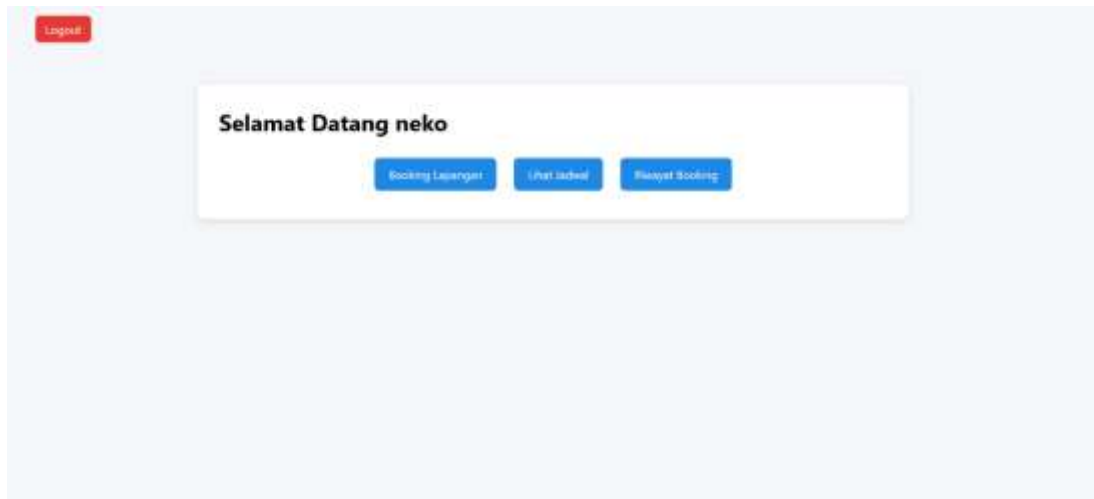 Logout
Selamat Datang neko
Booking Lapangan
Lihat Jadwal
Riwayat Booking